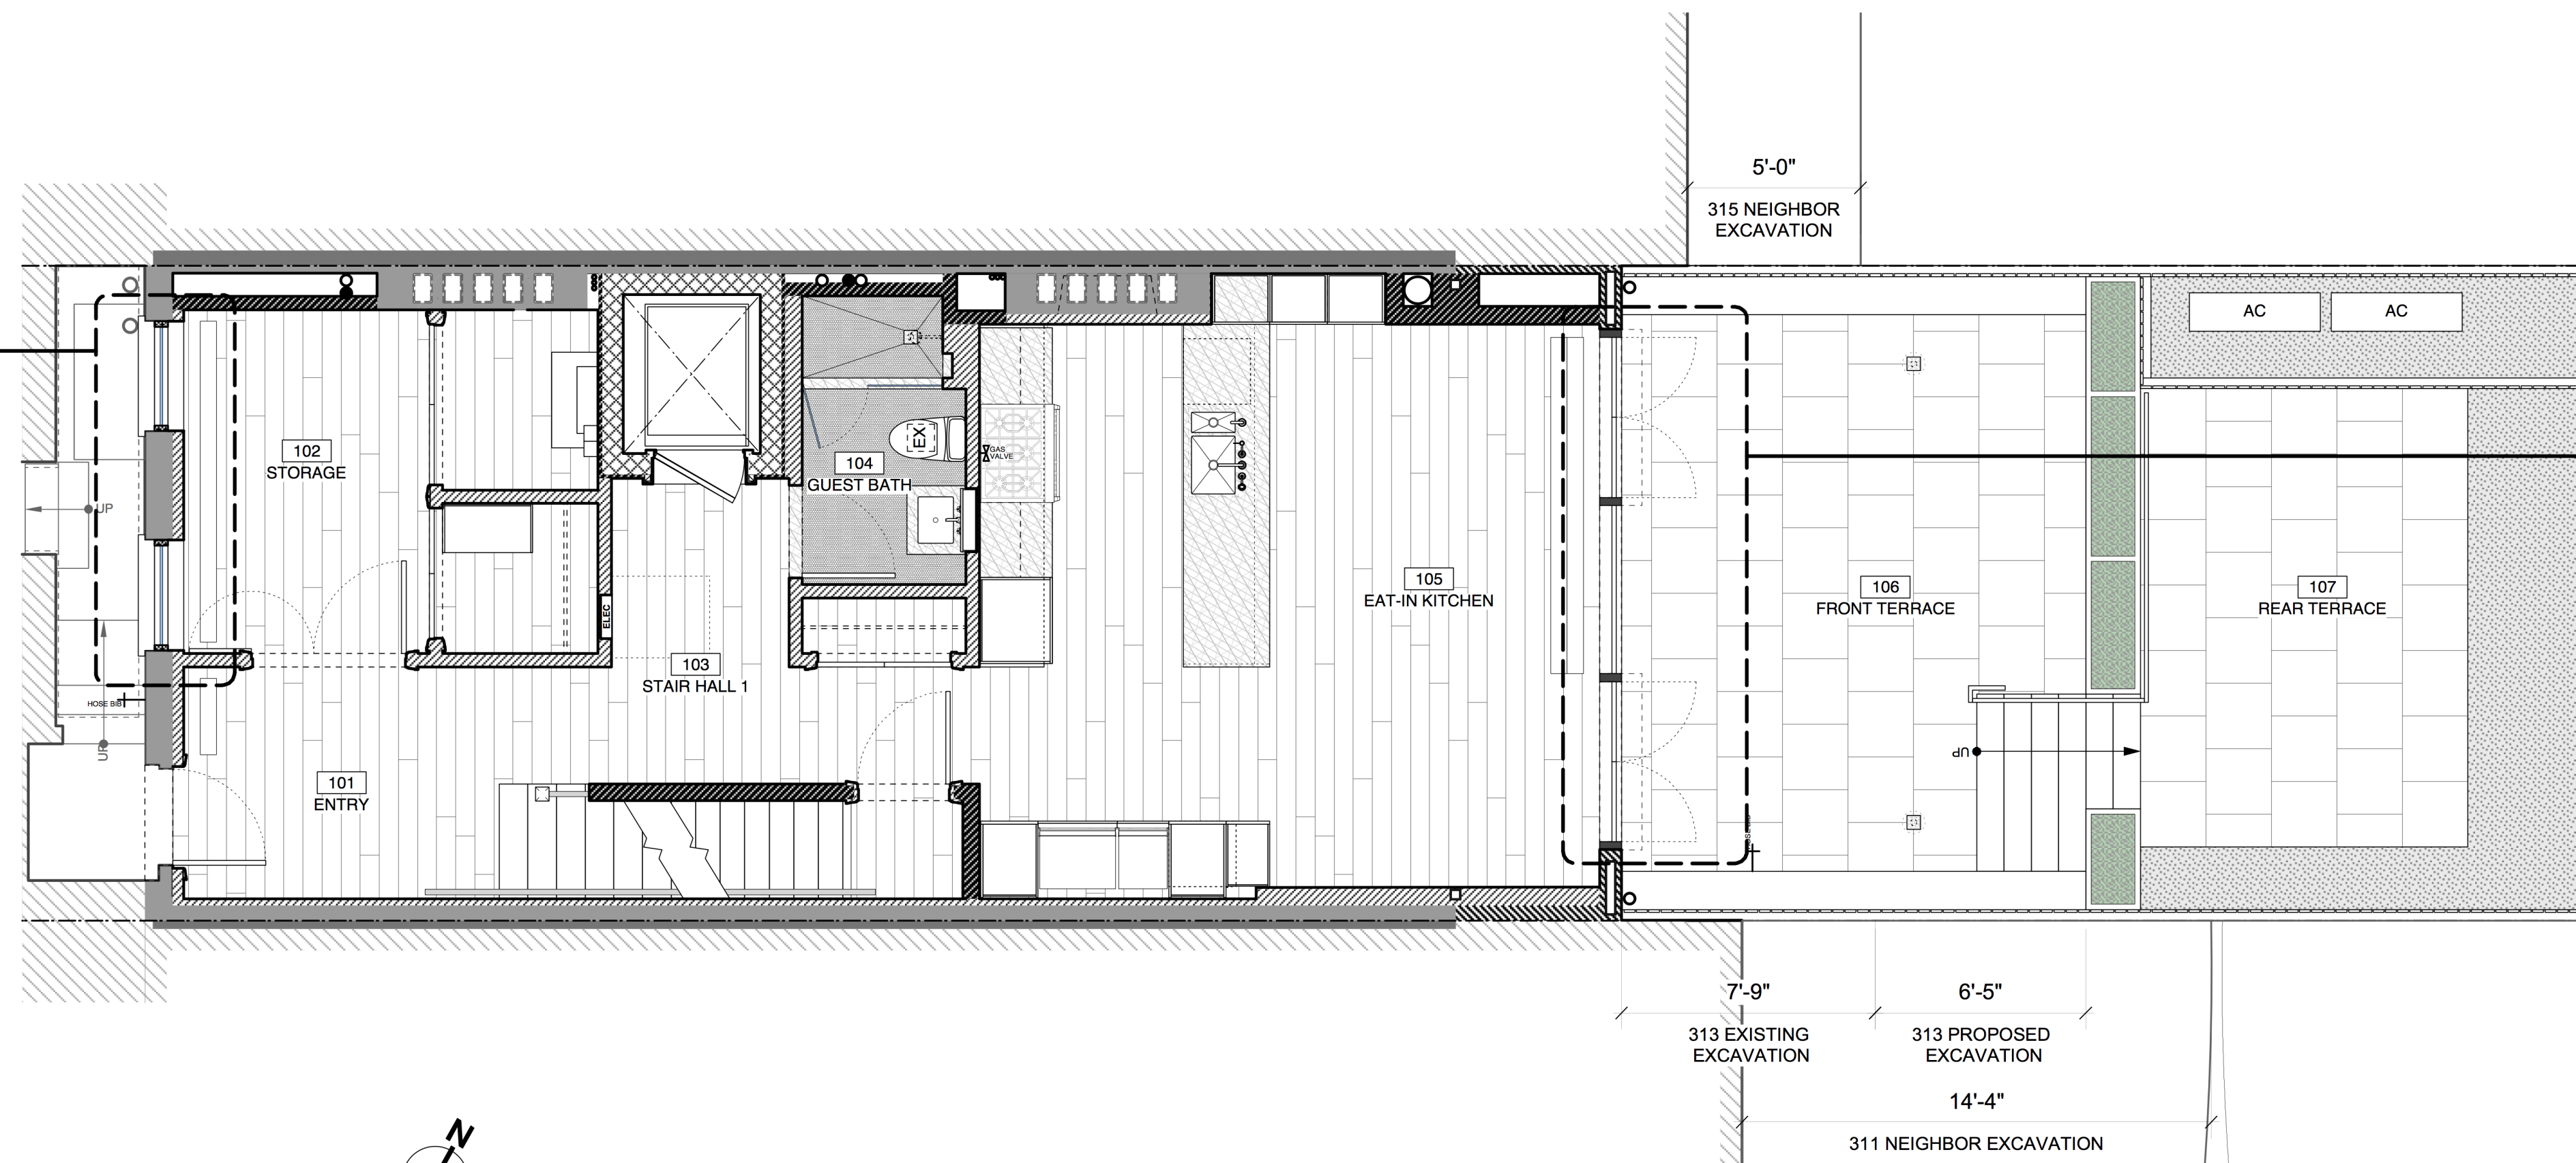 5'-0"
315 NEIGHBOR
EXCAVATION
AC
AC
102
STORAGE
EX
GAS
VALVE
104
GUEST BATH
UP
105
EAT-IN KITCHEN
106
FRONT TERRACE
107
REAR TERRACE
ELEC
103
STAIR HALL 1
HOSE BIB
UP
UP
101
ENTRY
HOSE BIB
7'-9"
6'-5"
313 EXISTING
EXCAVATION
313 PROPOSED
EXCAVATION
14'-4"
311 NEIGHBOR EXCAVATION
N